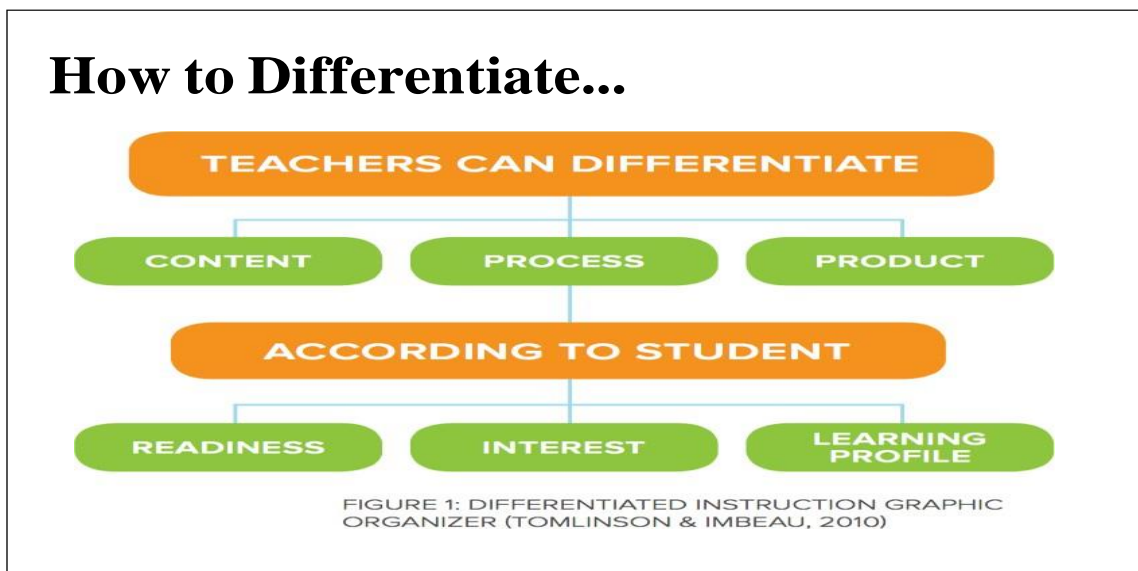 How to Differentiate...
TEACHERS CAN DIFFERENTIATE
CONTENT
PROCESS
PRODUCT
ACCORDING TO STUDENT
READINESS
INTEREST
LEARNING
PROFILE
FIGURE 1: DIFFERENTIATED INSTRUCTION GRAPHIC
ORGANIZER (TOMLINSON & IMBEAU, 2010)